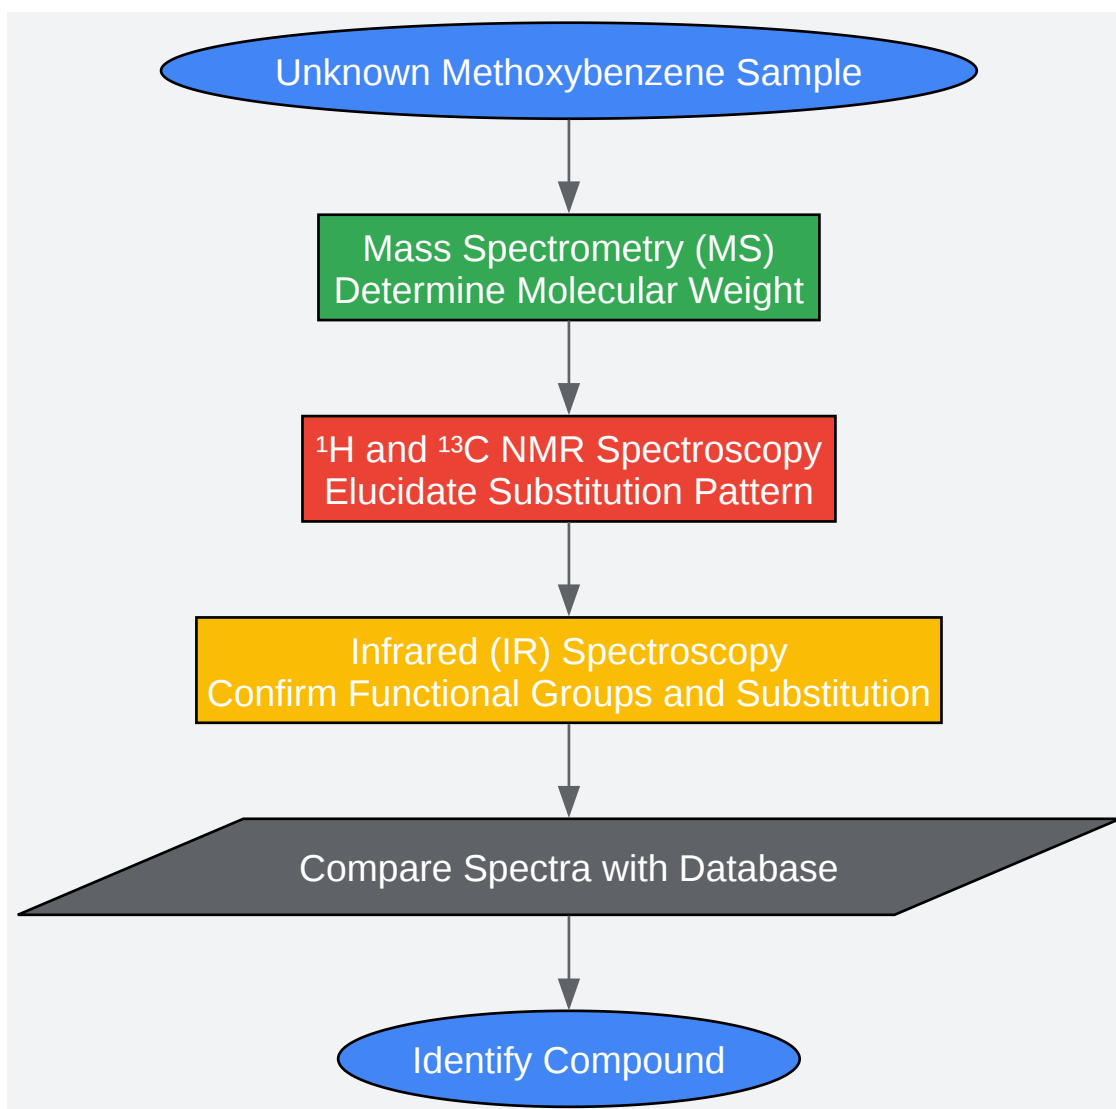 Unknown Methoxybenzene Sample
Mass Spectrometry (MS)
Determine Molecular Weight
¹H and ¹³C NMR Spectroscopy
Elucidate Substitution Pattern
Infrared (IR) Spectroscopy
Confirm Functional Groups and Substitution
Compare Spectra with Database
Identify Compound